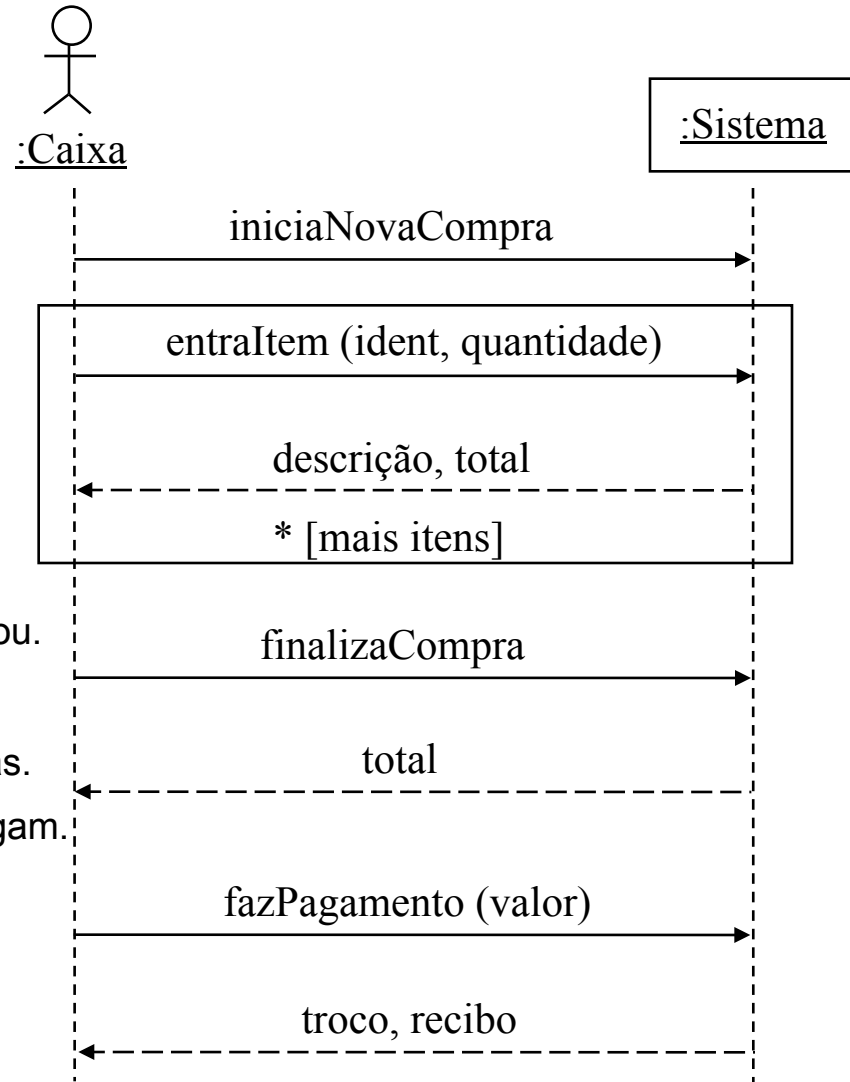 :Caixa
:Sistema
iniciaNovaCompra
entraItem (ident, quantidade)
descrição, total
* [mais itens]
finalizaCompra
total
fazPagamento (valor)
troco, recibo